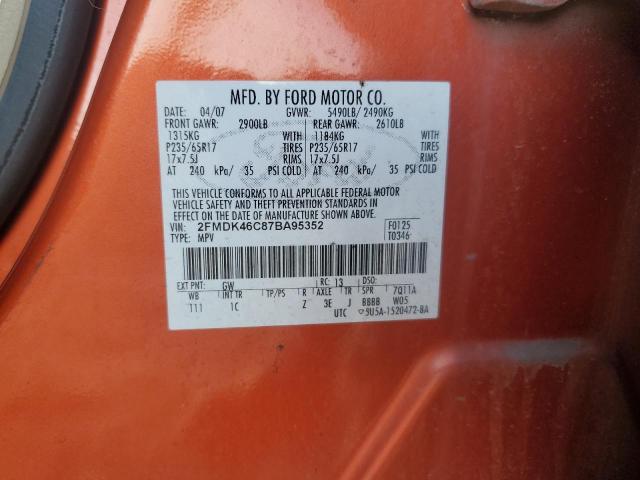 MFD. BY FORD MOTOR CO.
DATE: 04/07 GVWR: 5490LB/ 2490KG
FRONT GAWR: 2900LB REAR GAWR: 2610LB
1315KG WITH 1184KG WITH
P235/65R17 TIRES P235/65R17 TIRES
17x7.5J RIMS 17x7.5J RIMS
AT 240 kPa/ 35 PSI COLD AT 240 kPa/ 35 PSI COLD
THIS VEHICLE CONFORMS TO ALL APPLICABLE FEDERAL MOTOR
VEHICLE SAFETY AND THEFT PREVENTION STANDARDS IN
EFFECT ON THE DATE OF MANUFACTURE SHOWN ABOVE.
VIN: 2FMDK46C87BA95352 F0125
TYPE: MPV T0346
EXT PNT: GW RC: 13 DSO:
WB INT TR TP/PS R AXLE TR SPR 7Q11A
111 1C Z 3E J BBBB W05
UTC 5U5A-1520472-BA